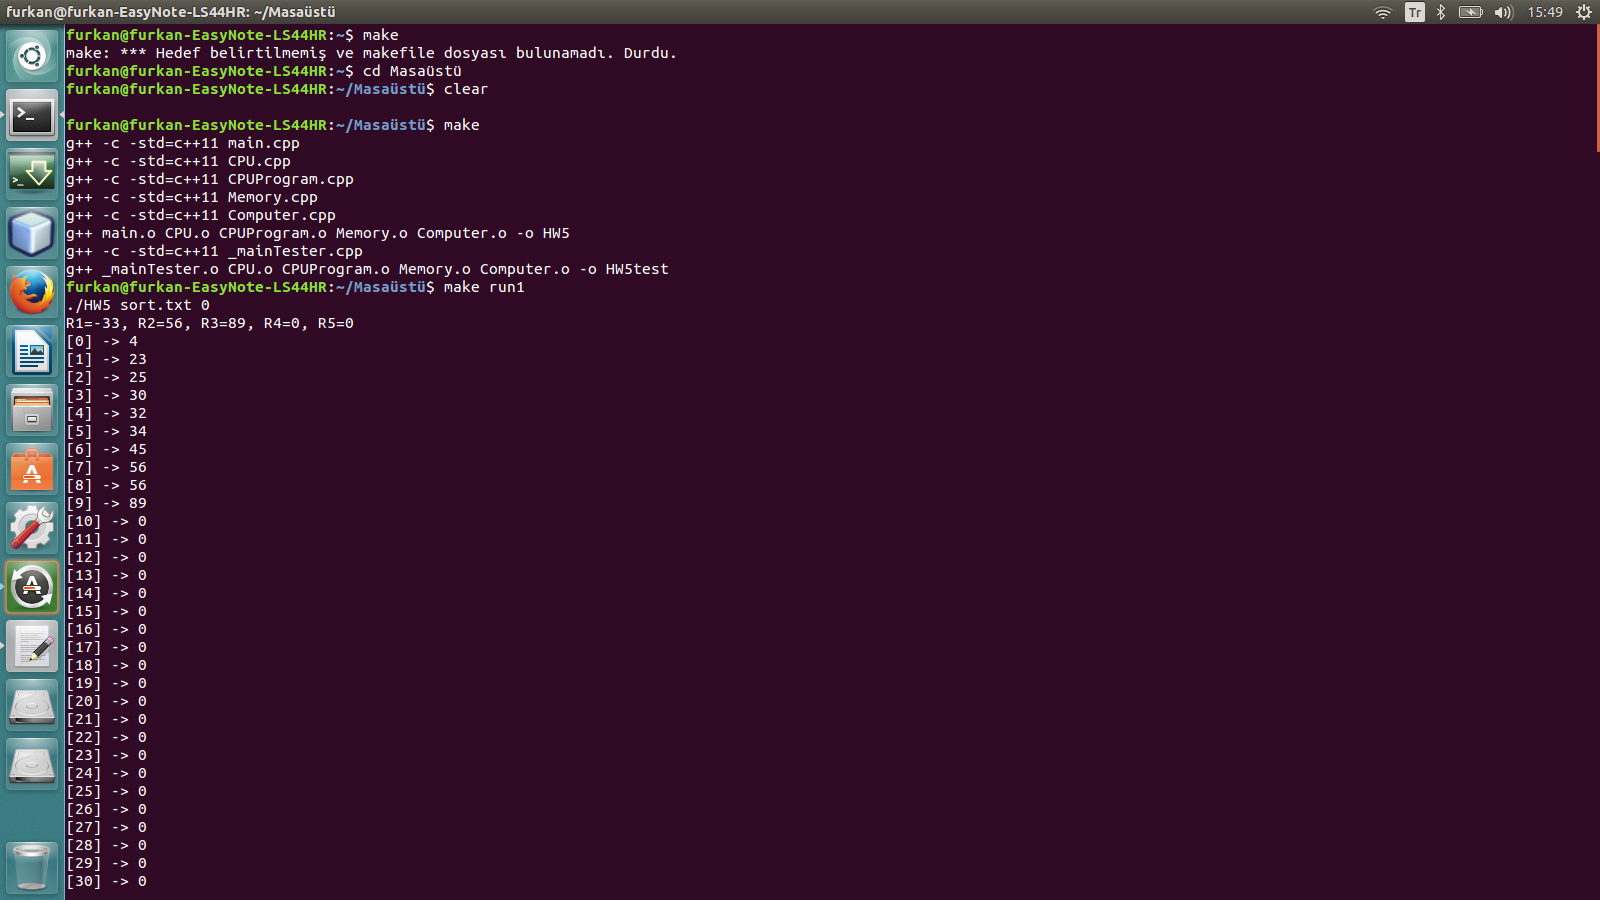 furkan@furkan-EasyNote-LS44HR: ~/Masaüstü
Tr
15:49
furkan@furkan-EasyNote-LS44HR:~$ make
make: *** Hedef belirtilmemiş ve makefile dosyası bulunamadı. Durdu.
furkan@furkan-EasyNote-LS44HR:~$ cd Masaüstü
furkan@furkan-EasyNote-LS44HR:~/Masaüstü$ clear
furkan@furkan-EasyNote-LS44HR:~/Masaüstü$ make
g++ -c -std=c++11 main.cpp
g++ -c -std=c++11 CPU.cpp
g++ -c -std=c++11 CPUProgram.cpp
g++ -c -std=c++11 Memory.cpp
g++ -c -std=c++11 Computer.cpp
g++ main.o CPU.o CPUProgram.o Memory.o Computer.o -o HW5
g++ -c -std=c++11 _mainTester.cpp
g++ _mainTester.o CPU.o CPUProgram.o Memory.o Computer.o -o HW5test
furkan@furkan-EasyNote-LS44HR:~/Masaüstü$ make run1
./HW5 sort.txt 0
R1=-33, R2=56, R3=89, R4=0, R5=0
[0] -> 4
[1] -> 23
[2] -> 25
[3] -> 30
[4] -> 32
[5] -> 34
[6] -> 45
[7] -> 56
[8] -> 56
[9] -> 89
[10] -> 0
[11] -> 0
[12] -> 0
[13] -> 0
[14] -> 0
[15] -> 0
[16] -> 0
[17] -> 0
[18] -> 0
[19] -> 0
[20] -> 0
[21] -> 0
[22] -> 0
[23] -> 0
[24] -> 0
[25] -> 0
[26] -> 0
[27] -> 0
[28] -> 0
[29] -> 0
[30] -> 0